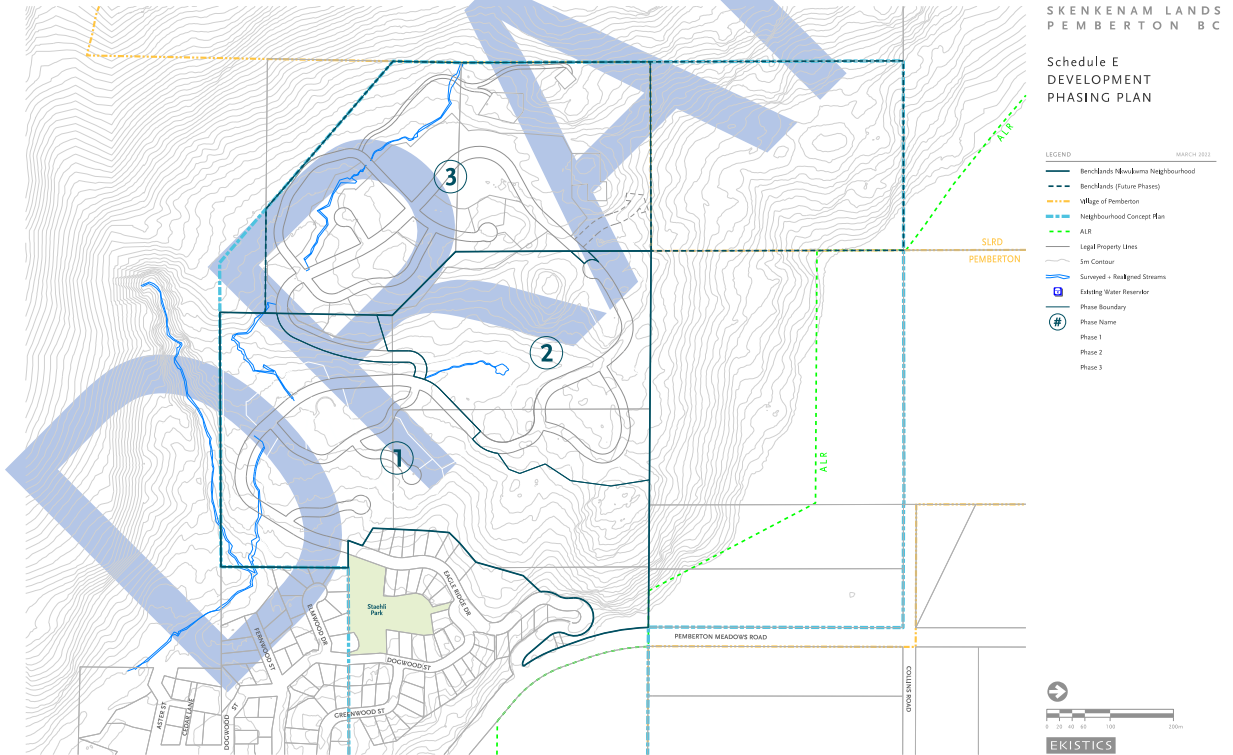 SKENKENAM LANDS
PEMBERTON BC
Schedule E
DEVELOPMENT
PHASING PLAN
LEGEND MARCH 2022
Benchlands Nkwukwma Neighbourhood
Benchlands (Future Phases)
Village of Pemberton
Neighbourhood Concept Plan
ALR
Legal Property Lines
5m Contour
Surveyed + Realigned Streams
Existing Water Reservior
Phase Boundary
# Phase Name
Phase 1
Phase 2
Phase 3
DRAFT
ALR
SLRD
PEMBERTON
3
2
1
ALR
Staehli
Park
EAGLE RIDGE DR
ELMWOOD DR
FERNWOOD ST
DOGWOOD ST
GREENWOOD ST
DOGWOOD ST
ASTER ST
CEDAR LANE
PEMBERTON MEADOWS ROAD
COLLINS ROAD
0 20 40 60 100 200m
EKISTICS